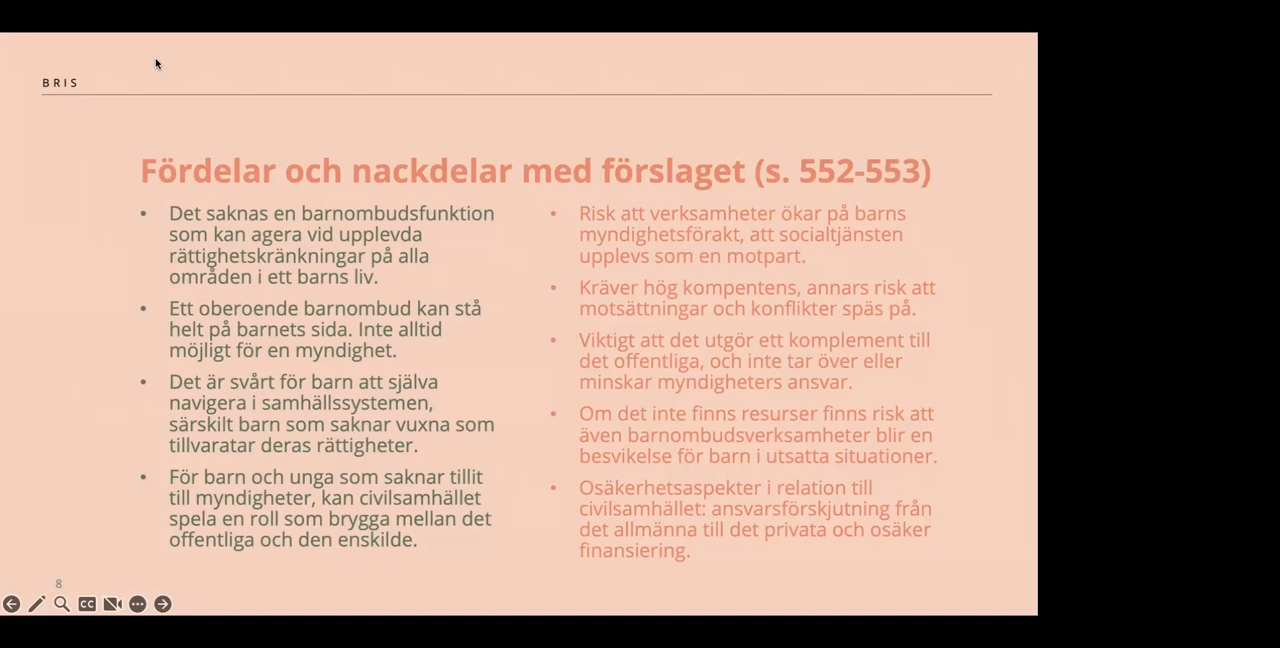 BRIS
Fördelar och nackdelar med förslaget (s. 552-553)
• Det saknas en barnombudsfunktion
som kan agera vid upplevda
rättighetskränkningar på alla
områden i ett barns liv.
• Ett oberoende barnombud kan stå
helt på barnets sida. Inte alltid
möjligt för en myndighet.
• Det är svårt för barn att själva
navigera i samhällssystemen,
särskilt barn som saknar vuxna som
tillvaratar deras rättigheter.
• För barn och unga som saknar tillit
till myndigheter, kan civilsamhället
spela en roll som brygga mellan det
offentliga och den enskilde.
• Risk att verksamheter ökar på barns
myndighetsförakt, att socialtjänsten
upplevs som en motpart.
• Kräver hög kompentens, annars risk att
motsättningar och konflikter späs på.
• Viktigt att det utgör ett komplement till
det offentliga, och inte tar över eller
minskar myndigheters ansvar.
• Om det inte finns resurser finns risk att
även barnombudsverksamheter blir en
besvikelse för barn i utsatta situationer.
• Osäkerhetsaspekter i relation till
civilsamhället: ansvarsförskjutning från
det allmänna till det privata och osäker
finansiering.
8
CC